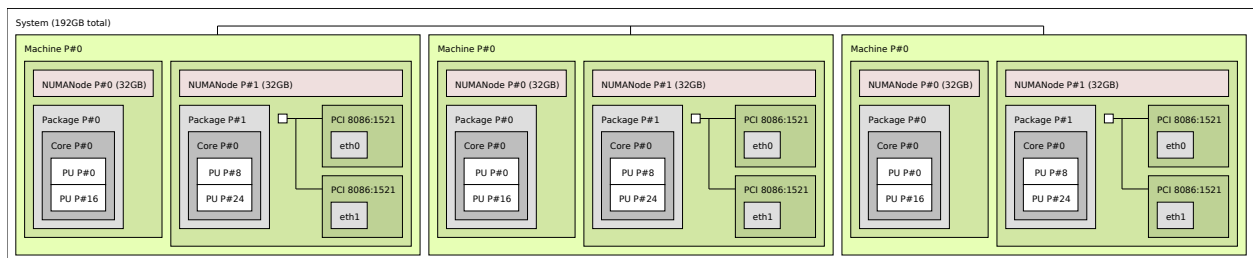 System (192GB total)
Machine P#0
NUMANode P#0 (32GB)
Package P#0
Core P#0
PU P#0
PU P#16
NUMANode P#1 (32GB)
Package P#1
Core P#0
PU P#8
PU P#24
PCI 8086:1521
eth0
PCI 8086:1521
eth1
Machine P#0
NUMANode P#0 (32GB)
Package P#0
Core P#0
PU P#0
PU P#16
NUMANode P#1 (32GB)
Package P#1
Core P#0
PU P#8
PU P#24
PCI 8086:1521
eth0
PCI 8086:1521
eth1
Machine P#0
NUMANode P#0 (32GB)
Package P#0
Core P#0
PU P#0
PU P#16
NUMANode P#1 (32GB)
Package P#1
Core P#0
PU P#8
PU P#24
PCI 8086:1521
eth0
PCI 8086:1521
eth1